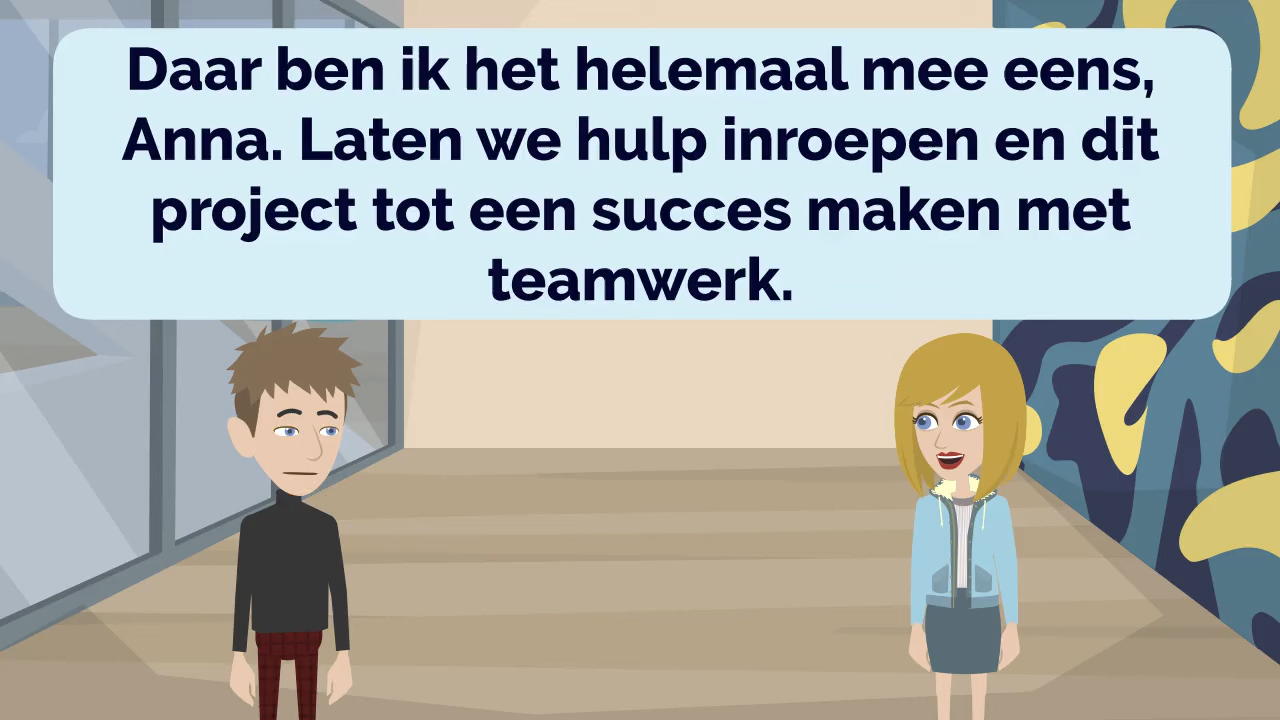 Daar ben ik het helemaal mee eens,
Anna. Laten we hulp inroepen en dit
project tot een succes maken met
teamwerk.